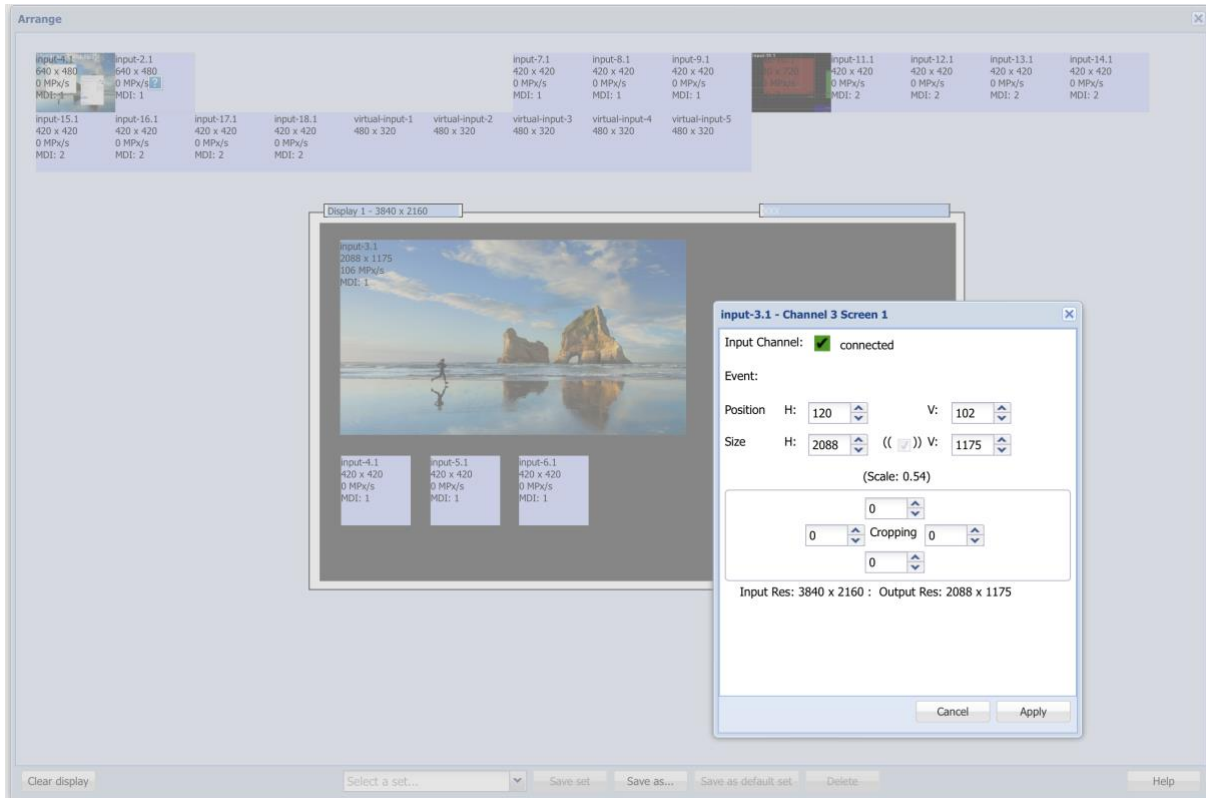 Arrange
input-4.1
640 x 480
0 MPx/s
MDI: 1
input-2.1
640 x 480
0 MPx/s ?
MDI: 1
input-7.1
420 x 420
0 MPx/s
MDI: 1
input-8.1
420 x 420
0 MPx/s
MDI: 1
input-9.1
420 x 420
0 MPx/s
MDI: 1
input-11.1
420 x 420
0 MPx/s
MDI: 2
input-12.1
420 x 420
0 MPx/s
MDI: 2
input-13.1
420 x 420
0 MPx/s
MDI: 2
input-14.1
420 x 420
0 MPx/s
MDI: 2
input-15.1
420 x 420
0 MPx/s
MDI: 2
input-16.1
420 x 420
0 MPx/s
MDI: 2
input-17.1
420 x 420
0 MPx/s
MDI: 2
input-18.1
420 x 420
0 MPx/s
MDI: 2
virtual-input-1
480 x 320
virtual-input-2
480 x 320
virtual-input-3
480 x 320
virtual-input-4
480 x 320
virtual-input-5
480 x 320
Display 1 - 3840 x 2160
input-3.1
2088 x 1175
106 MPx/s
MDI: 1
input-4.1
420 x 420
0 MPx/s
MDI: 1
input-5.1
420 x 420
0 MPx/s
MDI: 1
input-6.1
420 x 420
0 MPx/s
MDI: 1
input-3.1 - Channel 3 Screen 1
Input Channel: connected
Event:
Position H: 120 V: 102
Size H: 2088 (( )) V: 1175
(Scale: 0.54)
0
0 Cropping 0
0
Input Res: 3840 x 2160 : Output Res: 2088 x 1175
Cancel Apply
Clear display Select a set... Save set Save as... Save as default set Delete Help